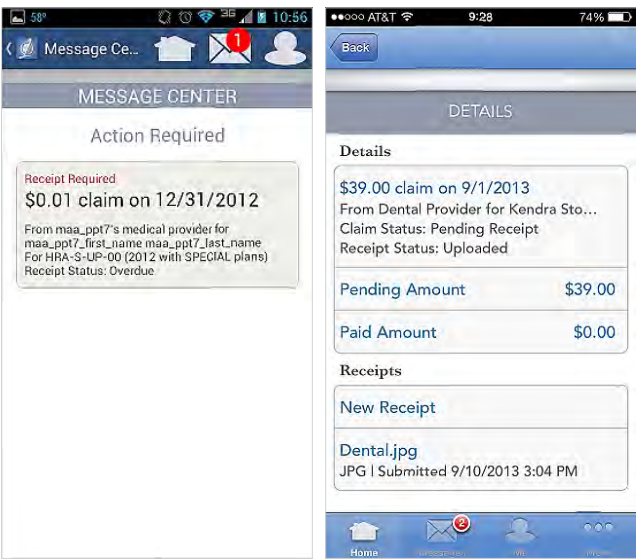 58° 3G 10:56
Message Ce... 1
MESSAGE CENTER
Action Required
Receipt Required
$0.01 claim on 12/31/2012
From maa_ppt7's medical provider for
maa_ppt7_first_name maa_ppt7_last_name
For HRA-S-UP-00 (2012 with SPECIAL plans)
Receipt Status: Overdue
AT&T 9:28 74%
Back
DETAILS
Details
$39.00 claim on 9/1/2013
From Dental Provider for Kendra Sto...
Claim Status: Pending Receipt
Receipt Status: Uploaded
Pending Amount $39.00
Paid Amount $0.00
Receipts
New Receipt
Dental.jpg
JPG | Submitted 9/10/2013 3:04 PM
2
Home